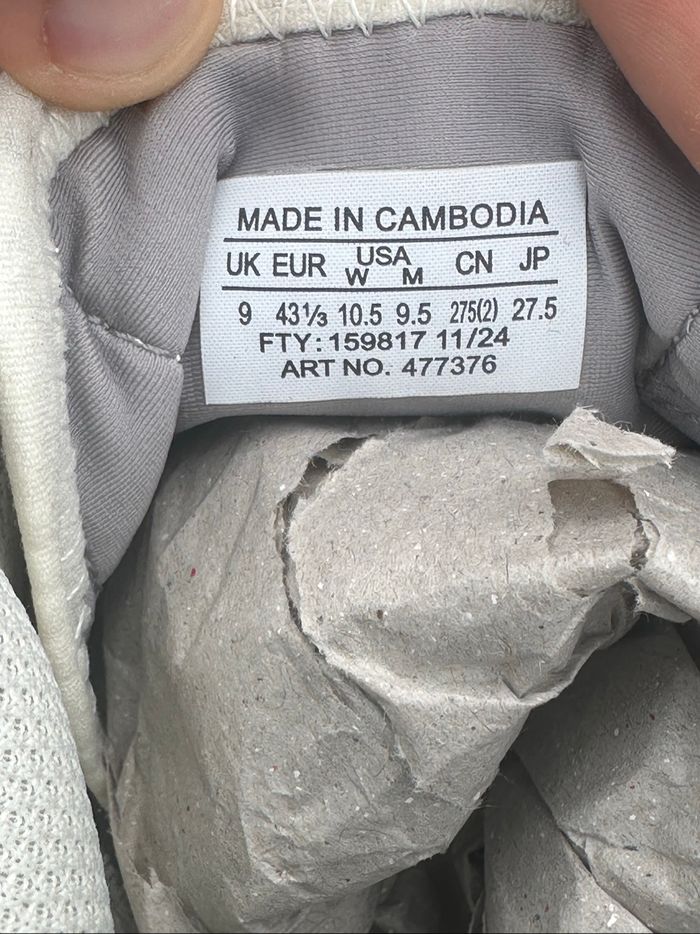 MADE IN CAMBODIA
UK EUR USA CN JP
W M
9 43⅓ 10.5 9.5 275(2) 27.5
FTY: 159817 11/24
ART NO. 477376